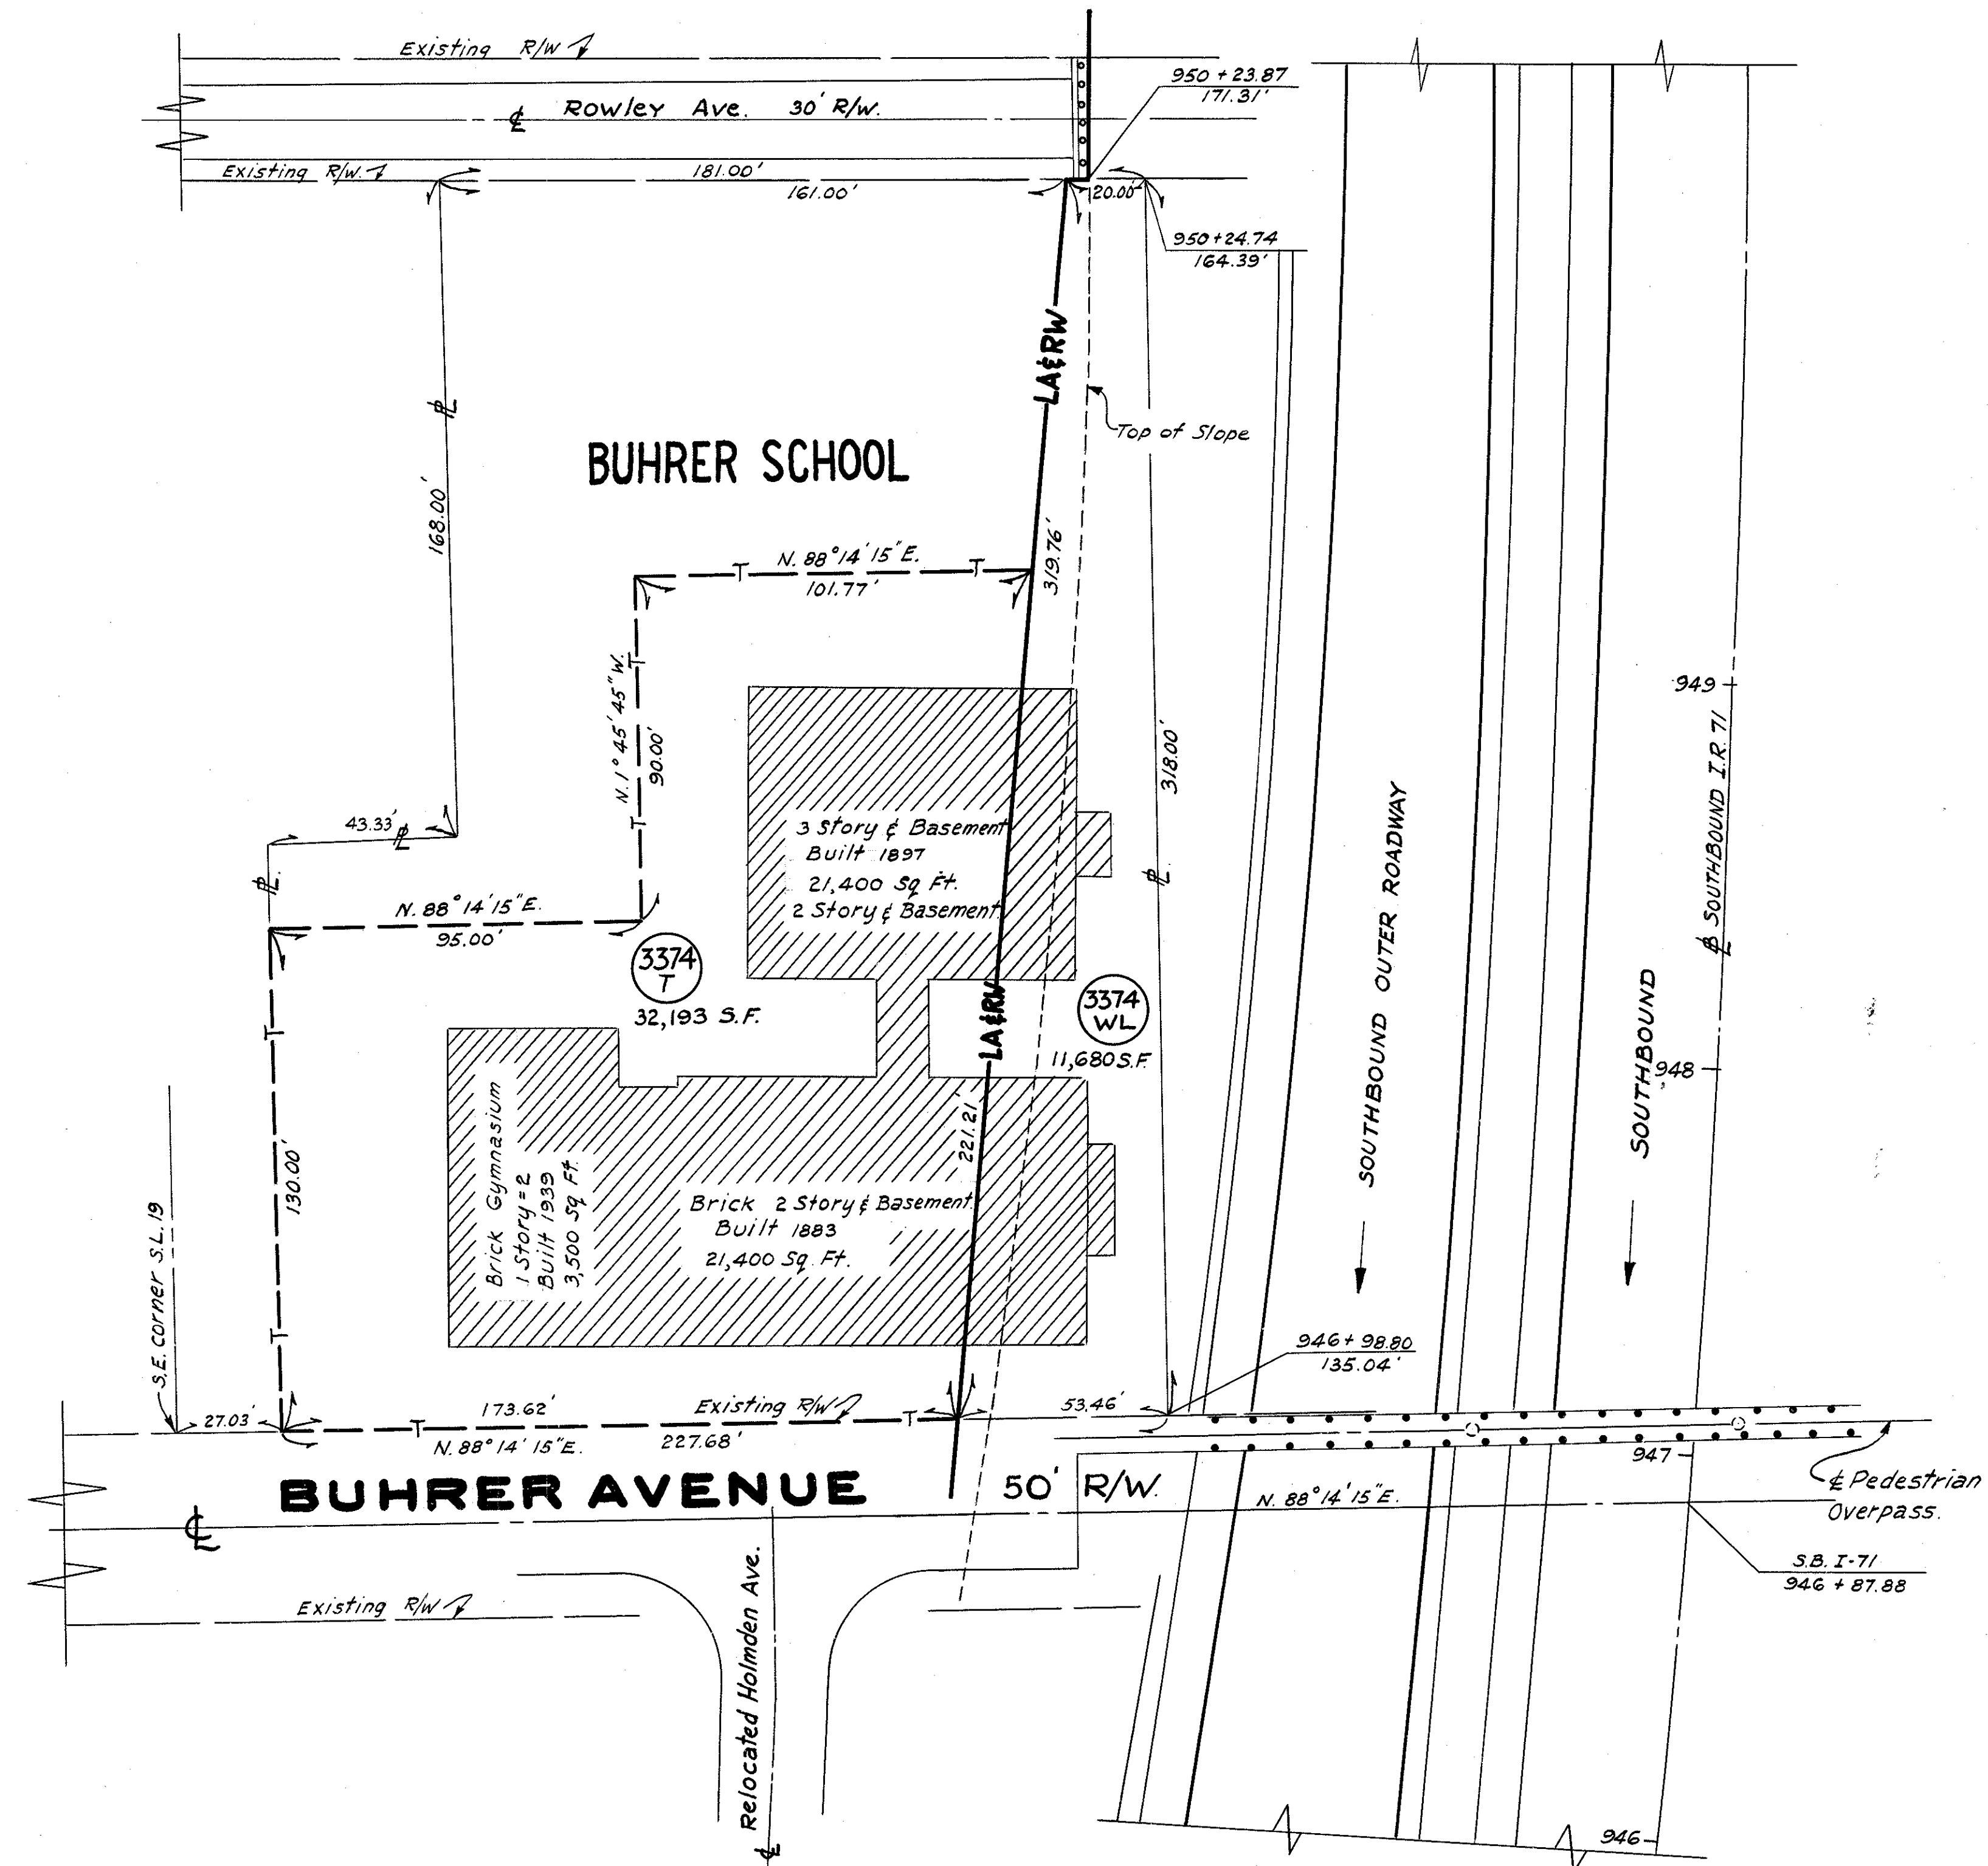 Existing R/W
950 + 23.87
171.31'
℄ Rowley Ave. 30' R/W.
Existing R/W.
181.00'
161.00'
20.00'
950 + 24.74
164.39'
LA&RW
Top of Slope
BUHRER SCHOOL
168.00'
℄
319.76'
N. 88° 14' 15" E.
T T
101.77'
N. 1° 45' 45" W.
90.00'
T
T
949
℄ SOUTHBOUND I.R. 71
318.00'
℄
SOUTHBOUND OUTER ROADWAY
43.33'
℄
℄
3 Story & Basement
Built 1897
21,400 Sq Ft.
2 Story & Basement
N. 88° 14' 15" E.
95.00'
3374
T
32,193 S.F.
3374
WL
11,680 S.F.
LA&RW
SOUTHBOUND
948
T
221.21'
Brick Gymnasium
1 Story = 2
Built 1939
3,500 Sq Ft.
130.00'
Brick 2 Story & Basement
Built 1883
21,400 Sq. Ft.
S.E. corner S.L. 19
T
946 + 98.80
135.04'
27.03'
T
173.62'
Existing R/W
T
53.46'
N. 88° 14' 15" E.
227.68'
947
BUHRER AVENUE 50' R/W.
N. 88° 14' 15" E.
℄ Pedestrian
Overpass.
℄
S.B. I-71
946 + 87.88
Existing R/W
℄ Relocated Holmden Ave.
946